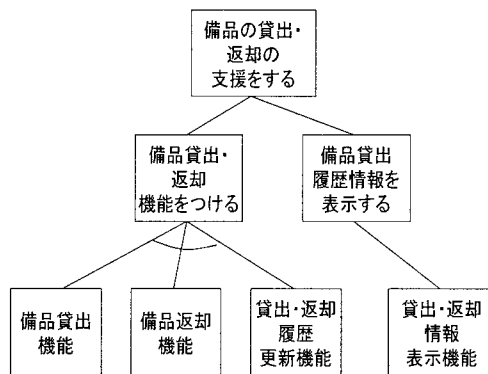 備品の貸出・
返却の
支援をする
備品貸出・
返却
機能をつける
備品貸出
履歴情報を
表示する
備品貸出
機能
備品返却
機能
貸出・返却
履歴
更新機能
貸出・返却
情報
表示機能